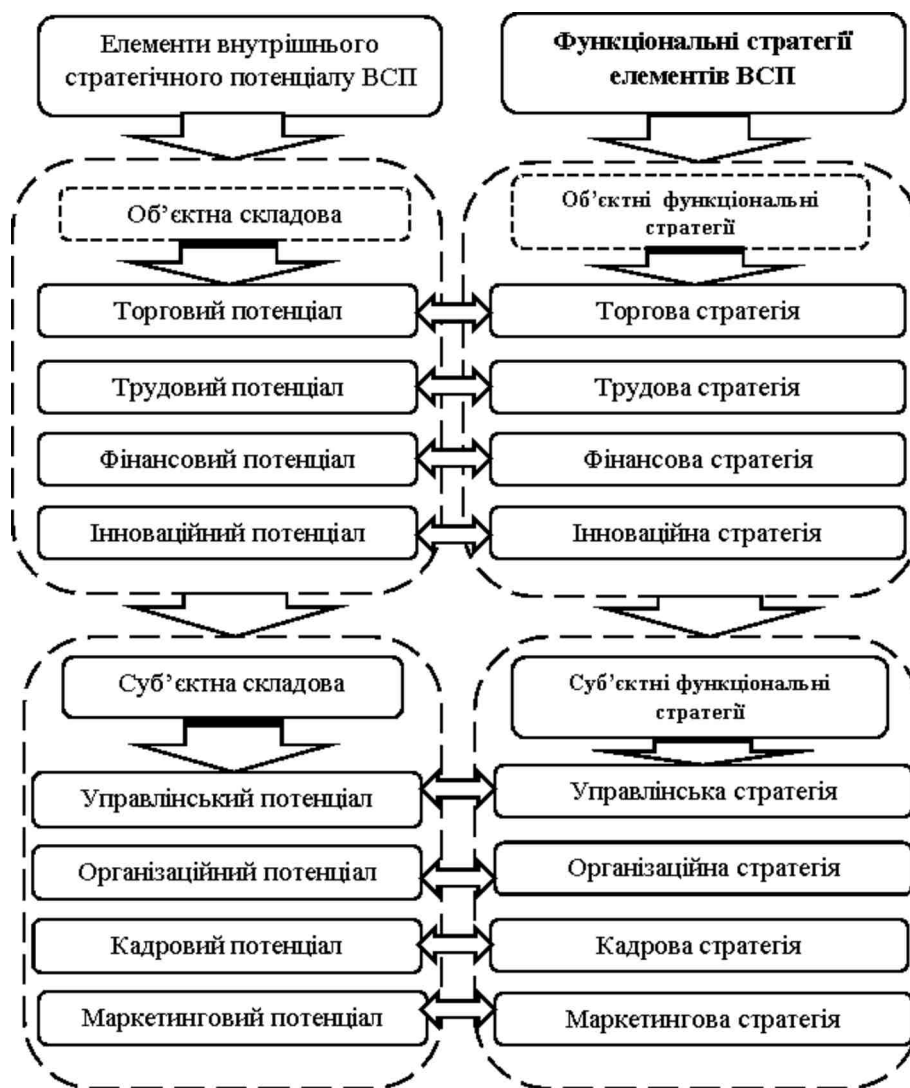 Елементи внутрішнього
стратегічного потенціалу ВСП
Функціональні стратегії
елементів ВСП
Об’єктна складова
Об’єктні функціональні
стратегії
Торговий потенціал
Торгова стратегія
Трудовий потенціал
Трудова стратегія
Фінансовий потенціал
Фінансова стратегія
Інноваційний потенціал
Інноваційна стратегія
Суб’єктна складова
Суб’єктні функціональні
стратегії
Управлінський потенціал
Управлінська стратегія
Організаційний потенціал
Організаційна стратегія
Кадровий потенціал
Кадрова стратегія
Маркетинговий потенціал
Маркетингова стратегія